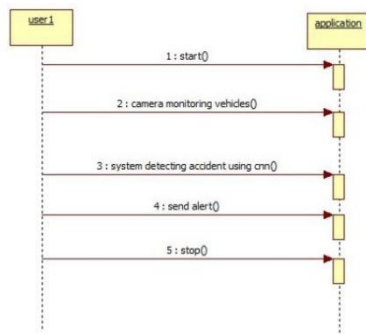 user1
application
1 : start()
2 : camera monitoring vehicles()
3 : system detecting accident using cnn()
4 : send alert()
5 : stop()